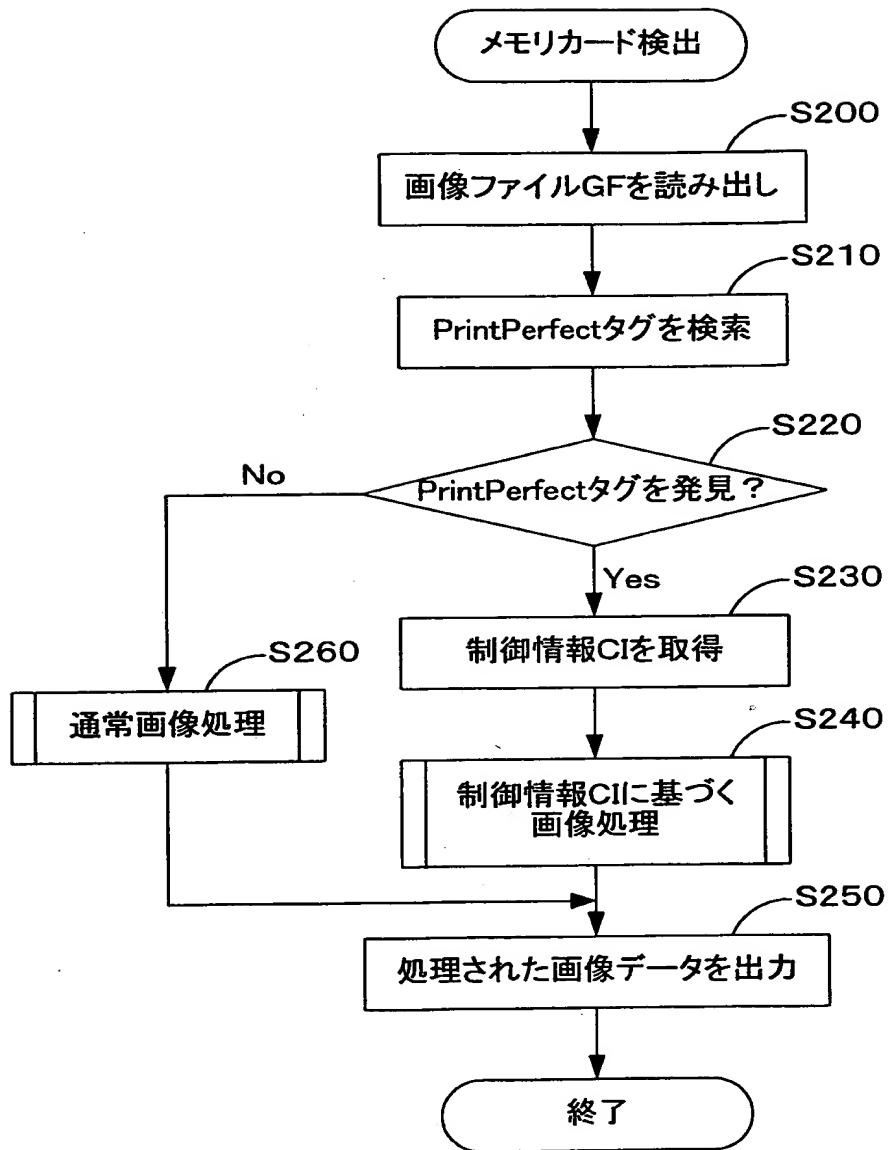 メモリカード検出
S200
画像ファイルGFを読み出し
S210
PrintPerfectタグを検索
S220
PrintPerfectタグを発見?
No
Yes
S230
制御情報CIを取得
S260
通常画像処理
S240
制御情報CIに基づく
画像処理
S250
処理された画像データを出力
終了